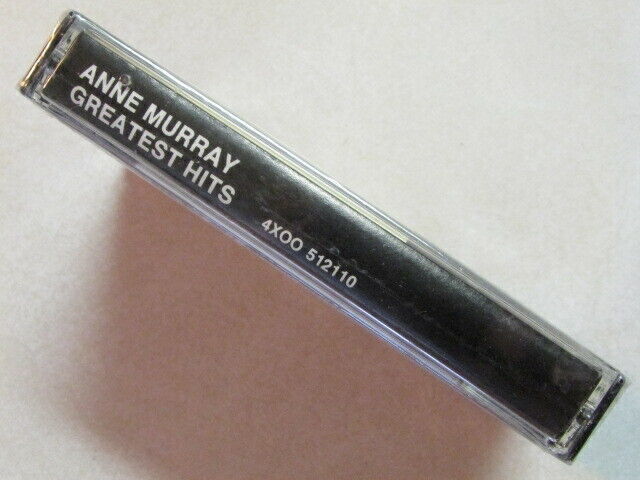 ANNE MURRAY
GREATEST HITS
4XOO 512110